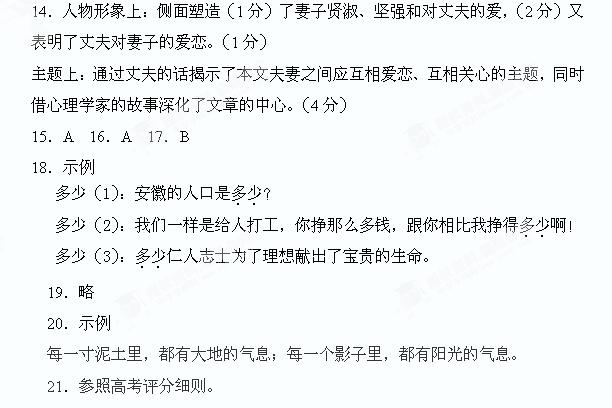 14．人物形象上：侧面塑造（1分）了妻子贤淑、坚强和对丈夫的爱，（2分）又
表明了丈夫对妻子的爱恋。（1分）
主题上：通过丈夫的话揭示了本文夫妻之间应互相爱恋、互相关心的主题，同时
借心理学家的故事深化了文章的中心。（4分）
15．A  16．A  17．B
18．示例
多少（1）：安徽的人口是多少？
多少（2）：我们一样是给人打工，你挣那么多钱，跟你相比我挣得多少啊！
多少（3）：多少仁人志士为了理想献出了宝贵的生命。
19．略
20．示例
每一寸泥土里，都有大地的气息；每一个影子里，都有阳光的气息。
21．参照高考评分细则。